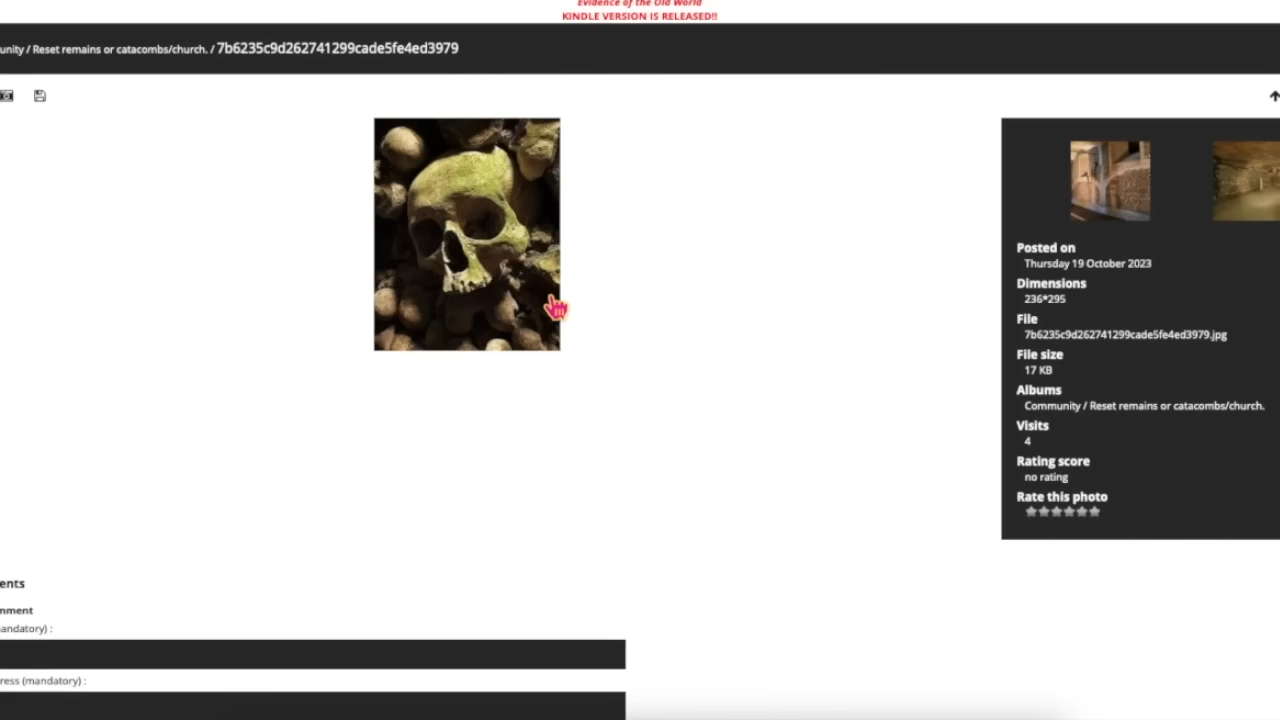 Evidence of the Old World
KINDLE VERSION IS RELEASED!!
unity / Reset remains or catacombs/church. / 7b6235c9d262741299cade5fe4ed3979
Posted on
Thursday 19 October 2023
Dimensions
236*295
File
7b6235c9d262741299cade5fe4ed3979.jpg
File size
17 KB
Albums
Community / Reset remains or catacombs/church.
Visits
4
Rating score
no rating
Rate this photo
ents
mment
andatory) :
ress (mandatory) :